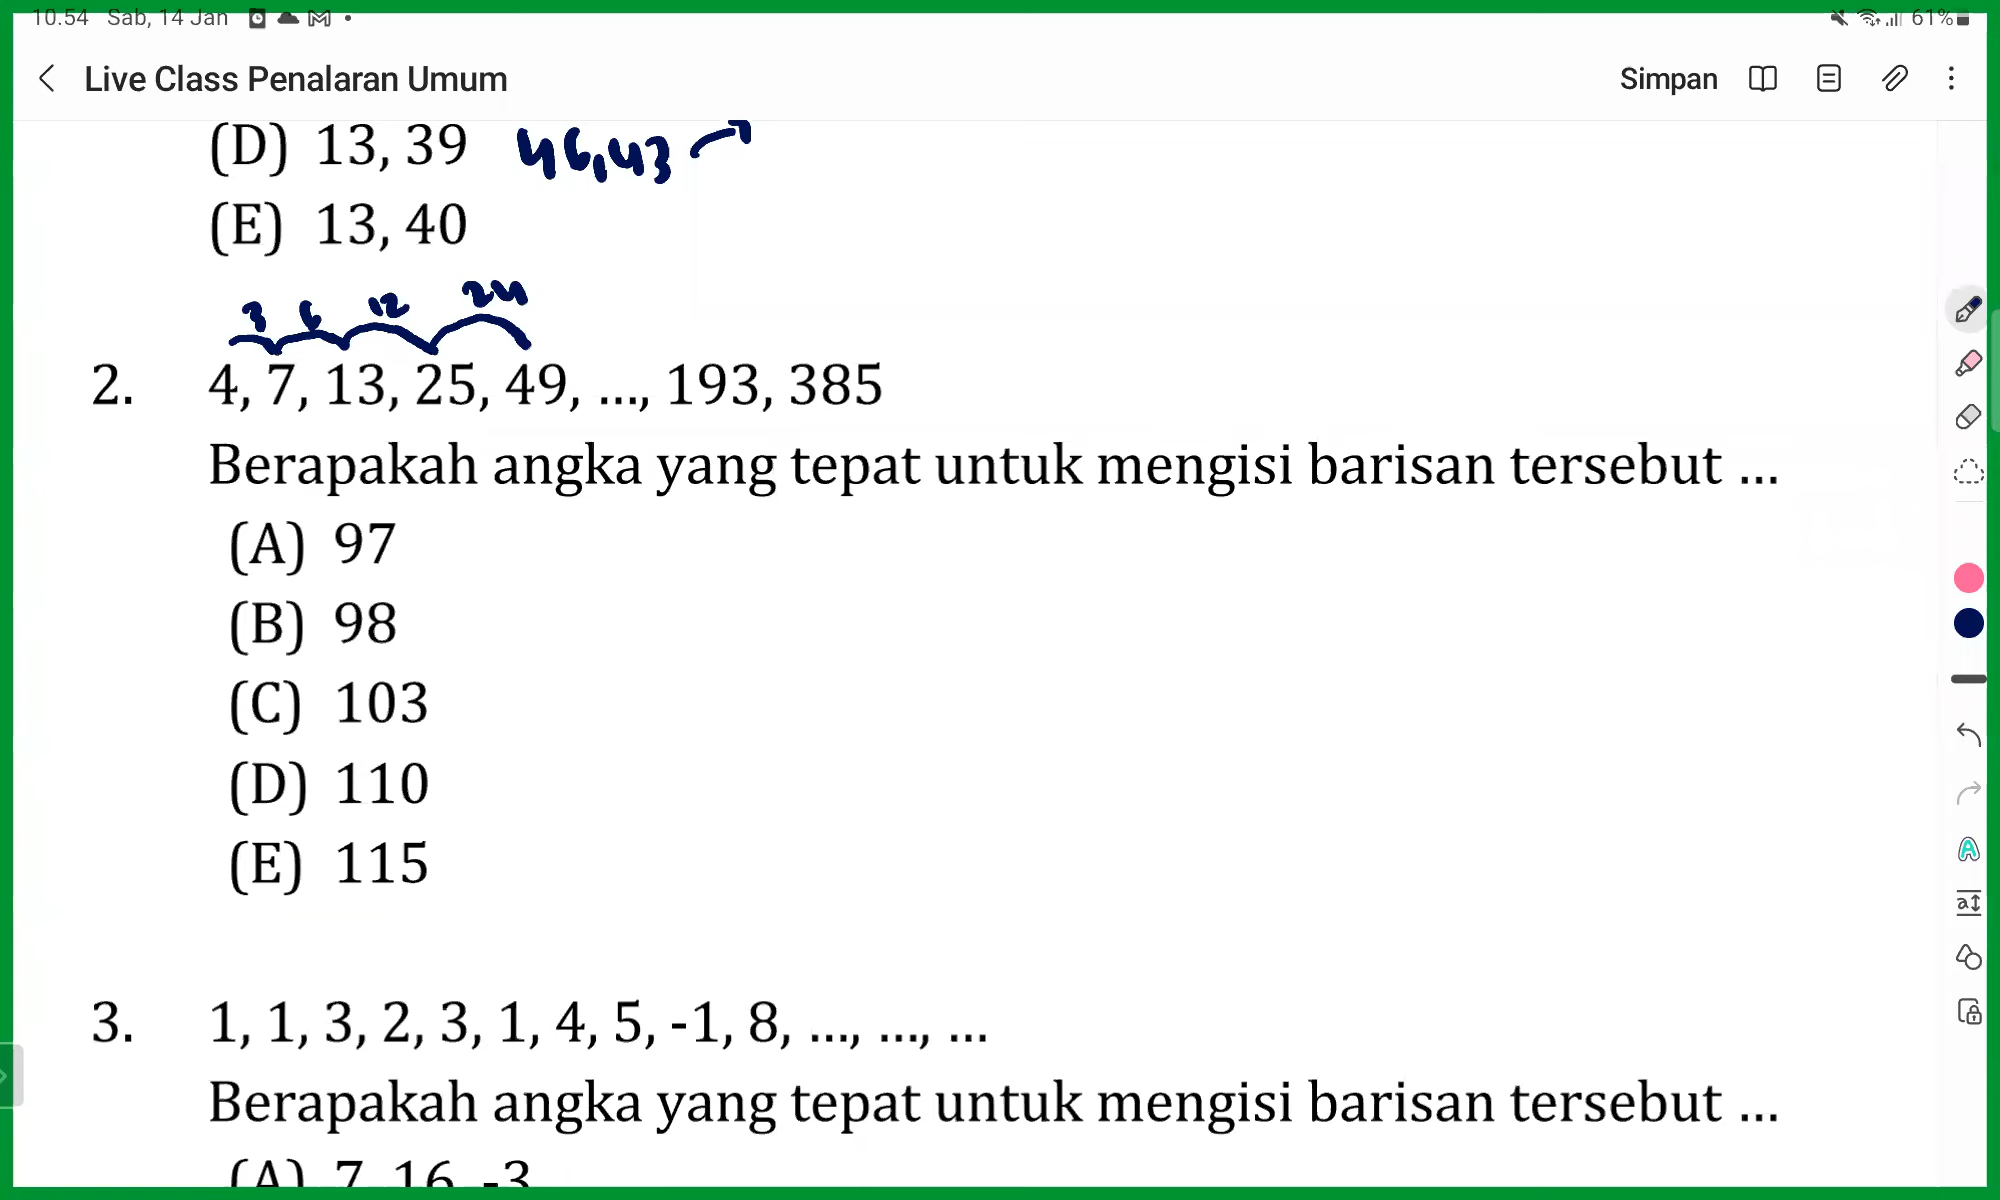 10.54 Sab, 14 Jan 61%
Live Class Penalaran Umum Simpan
(D) 13, 39 46,43
(E) 13, 40
3 6 12 24
2. 4, 7, 13, 25, 49, ..., 193, 385
Berapakah angka yang tepat untuk mengisi barisan tersebut ...
(A) 97
(B) 98
(C) 103
(D) 110
(E) 115
3. 1, 1, 3, 2, 3, 1, 4, 5, -1, 8, ..., ..., ...
Berapakah angka yang tepat untuk mengisi barisan tersebut ...
(A) 7, 16, -3